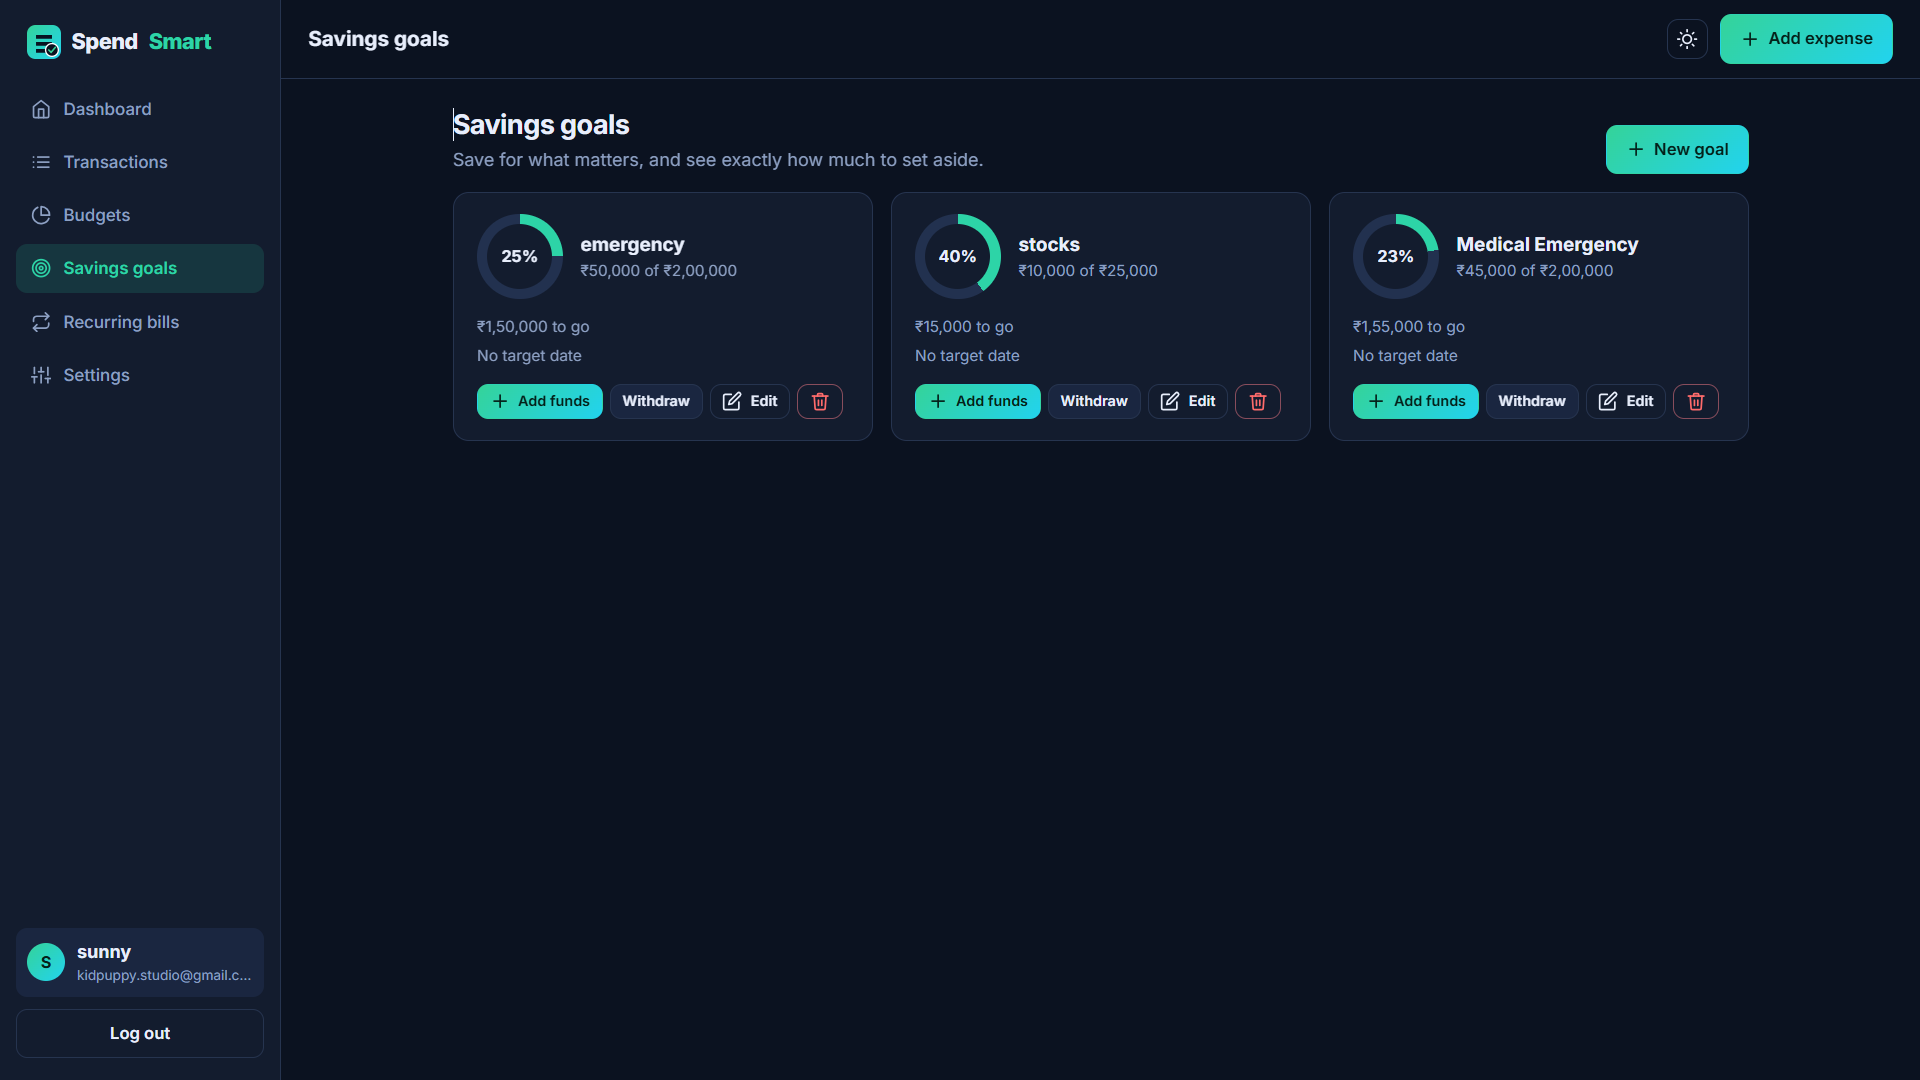 Spend Smart
Dashboard
Transactions
Budgets
Savings goals
Recurring bills
Settings
S
sunny
kidpuppy.studio@gmail.c...
Log out
Savings goals
Add expense
Savings goals
Save for what matters, and see exactly how much to set aside.
New goal
25%
emergency
₹50,000 of ₹2,00,000
₹1,50,000 to go
No target date
Add funds
Withdraw
Edit
40%
stocks
₹10,000 of ₹25,000
₹15,000 to go
No target date
Add funds
Withdraw
Edit
23%
Medical Emergency
₹45,000 of ₹2,00,000
₹1,55,000 to go
No target date
Add funds
Withdraw
Edit